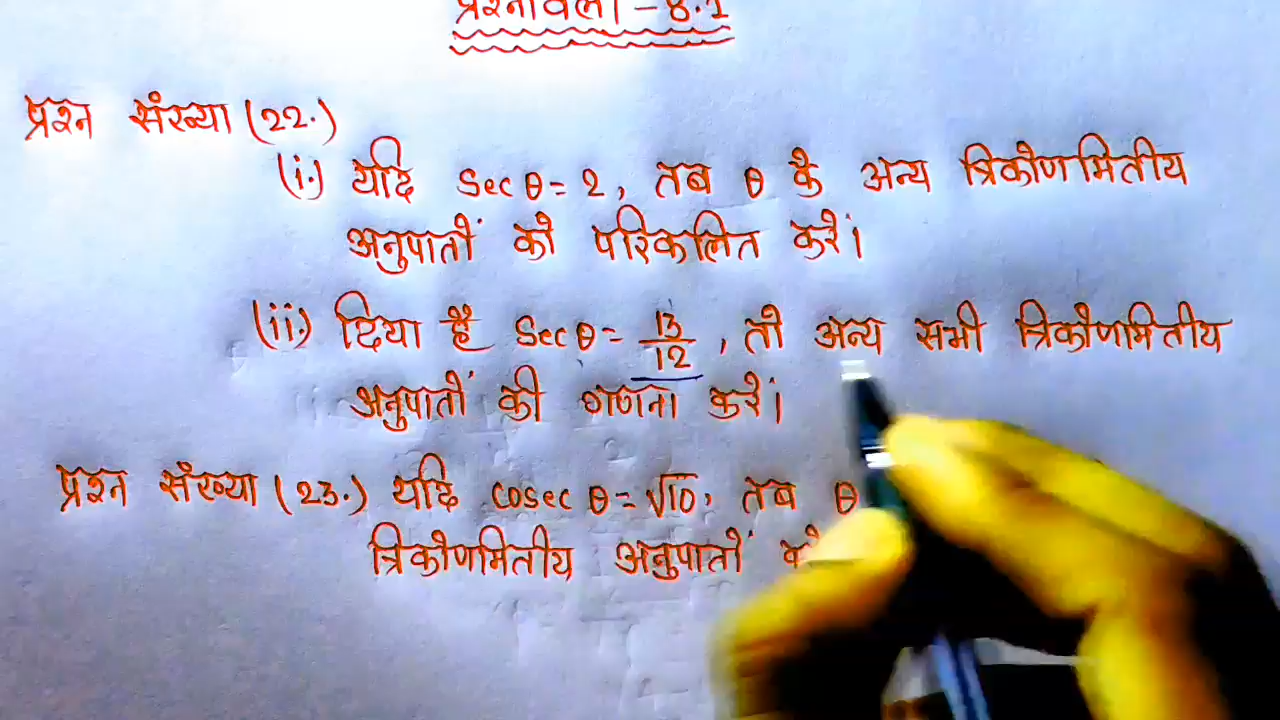 प्रश्नावली - 8.1
प्रश्न संख्या (22.)
(i.) यदि sec θ = 2, तब θ के अन्य त्रिकोणमितीय
अनुपातों को परिकलित करें।
(ii.) दिया है sec θ = 13/12, तो अन्य सभी त्रिकोणमितीय
अनुपातों की गणना करें।
प्रश्न संख्या (23.) यदि cosec θ = √10, तब θ
त्रिकोणमितीय अनुपातों